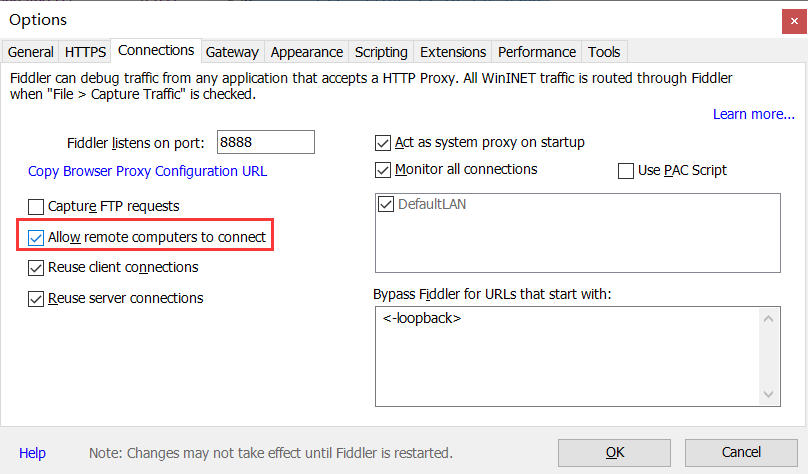 Options
General HTTPS Connections Gateway Appearance Scripting Extensions Performance Tools
Fiddler can debug traffic from any application that accepts a HTTP Proxy. All WinINET traffic is routed through Fiddler
when "File > Capture Traffic" is checked.
Learn more...
Fiddler listens on port: 8888
Copy Browser Proxy Configuration URL
Capture FTP requests
Allow remote computers to connect
Reuse client connections
Reuse server connections
Act as system proxy on startup
Monitor all connections Use PAC Script
DefaultLAN
Bypass Fiddler for URLs that start with:
<-loopback>
Help Note: Changes may not take effect until Fiddler is restarted. OK Cancel